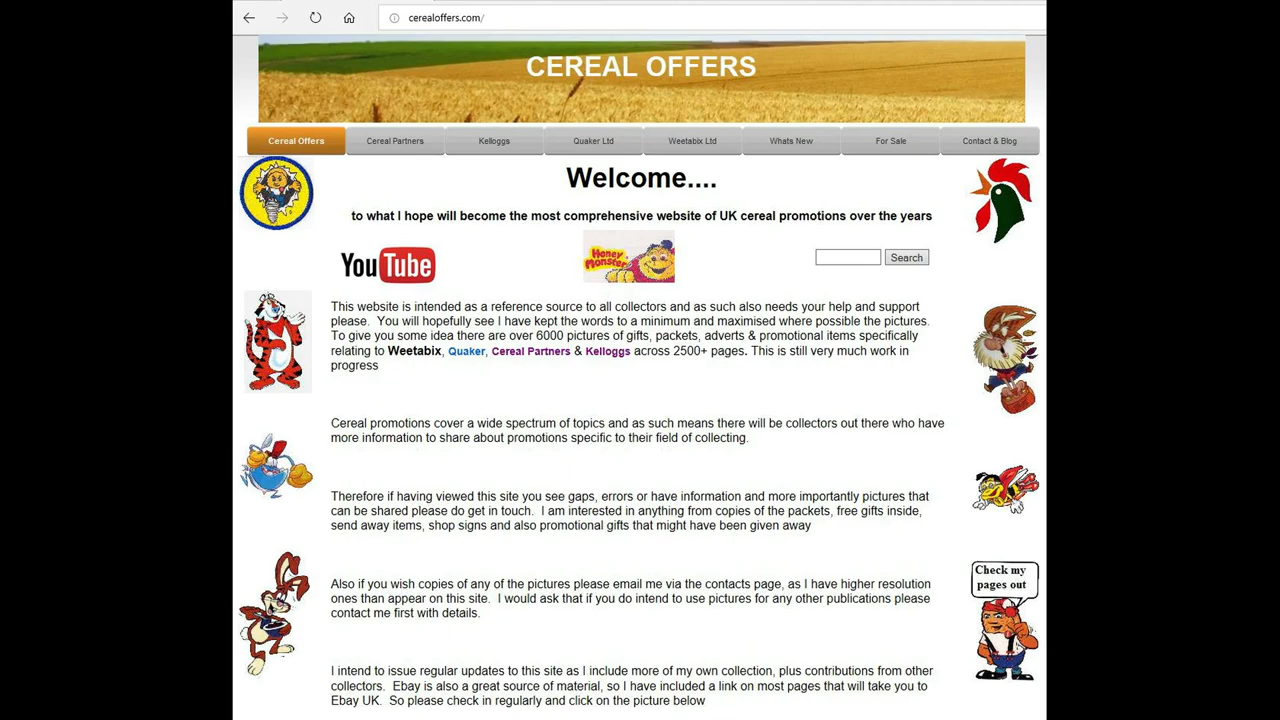 cerealoffers.com/
CEREAL OFFERS
Cereal Offers
Cereal Partners
Kelloggs
Quaker Ltd
Weetabix Ltd
Whats New
For Sale
Contact & Blog
Welcome....
to what I hope will become the most comprehensive website of UK cereal promotions over the years
YouTube
Honey
Monster
Search
This website is intended as a reference source to all collectors and as such also needs your help and support
please.  You will hopefully see I have kept the words to a minimum and maximised where possible the pictures.
To give you some idea there are over 6000 pictures of gifts, packets, adverts & promotional items specifically
relating to Weetabix, Quaker, Cereal Partners & Kelloggs across 2500+ pages. This is still very much work in
progress
Cereal promotions cover a wide spectrum of topics and as such means there will be collectors out there who have
more information to share about promotions specific to their field of collecting.
Therefore if having viewed this site you see gaps, errors or have information and more importantly pictures that
can be shared please do get in touch.  I am interested in anything from copies of the packets, free gifts inside,
send away items, shop signs and also promotional gifts that might have been given away
Check my
pages out
Also if you wish copies of any of the pictures please email me via the contacts page, as I have higher resolution
ones than appear on this site.  I would ask that if you do intend to use pictures for any other publications please
contact me first with details.
I intend to issue regular updates to this site as I include more of my own collection, plus contributions from other
collectors.  Ebay is also a great source of material, so I have included a link on most pages that will take you to
Ebay UK.  So please check in regularly and click on the picture below